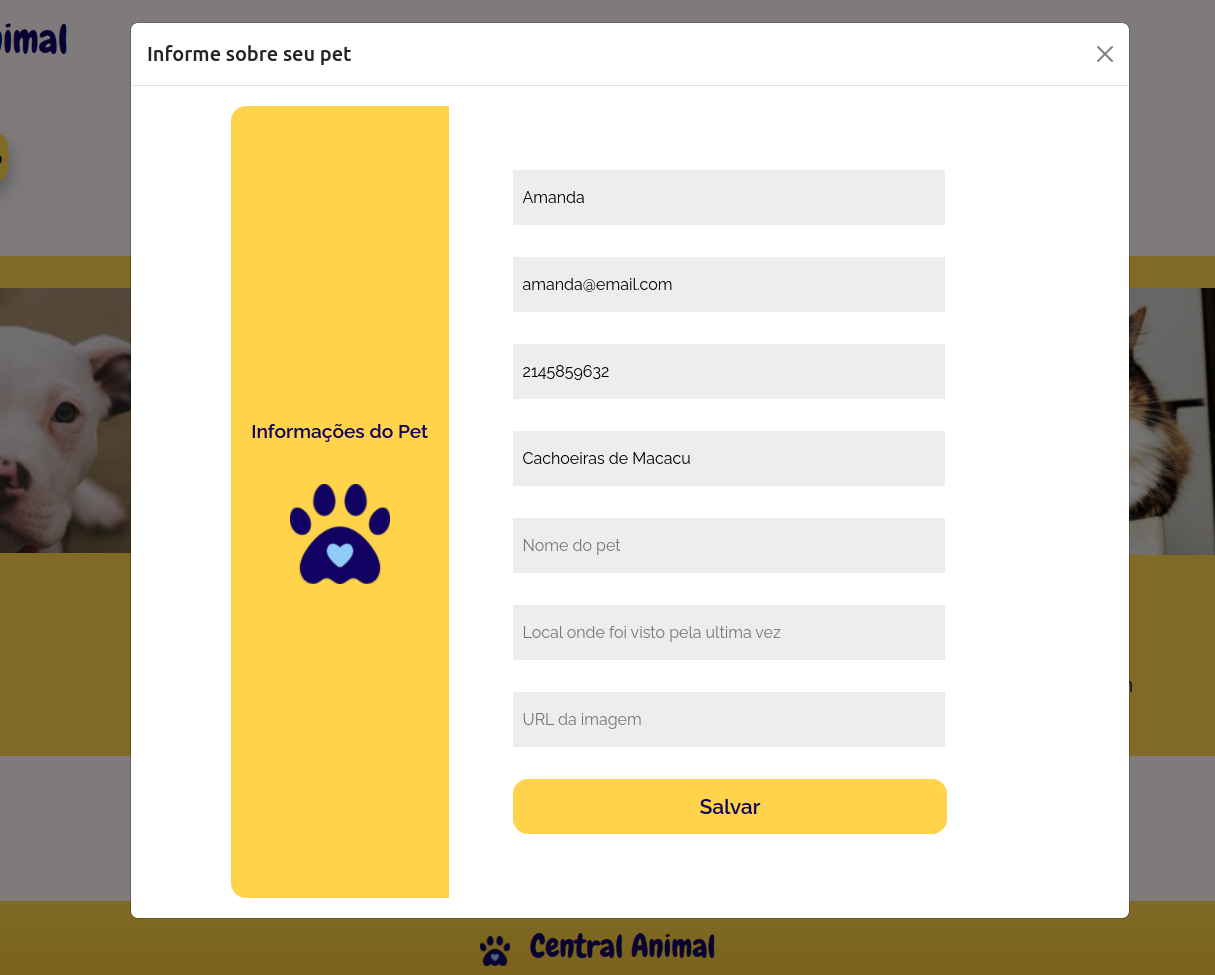 Informe sobre seu pet
Informações do Pet
Amanda
amanda@email.com
2145859632
Cachoeiras de Macacu
Nome do pet
Local onde foi visto pela ultima vez
URL da imagem
Salvar
Central Animal